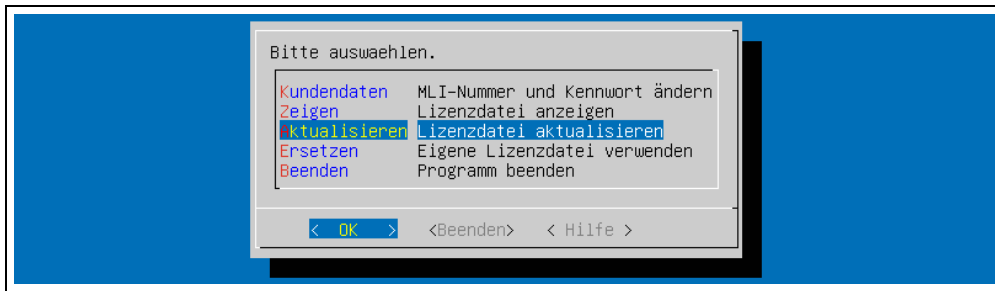 Bitte auswaehlen.
Kundendaten MLI-Nummer und Kennwort ändern
Zeigen Lizenzdatei anzeigen
Aktualisieren Lizenzdatei aktualisieren
Ersetzen Eigene Lizenzdatei verwenden
Beenden Programm beenden
< OK > <Beenden> < Hilfe >